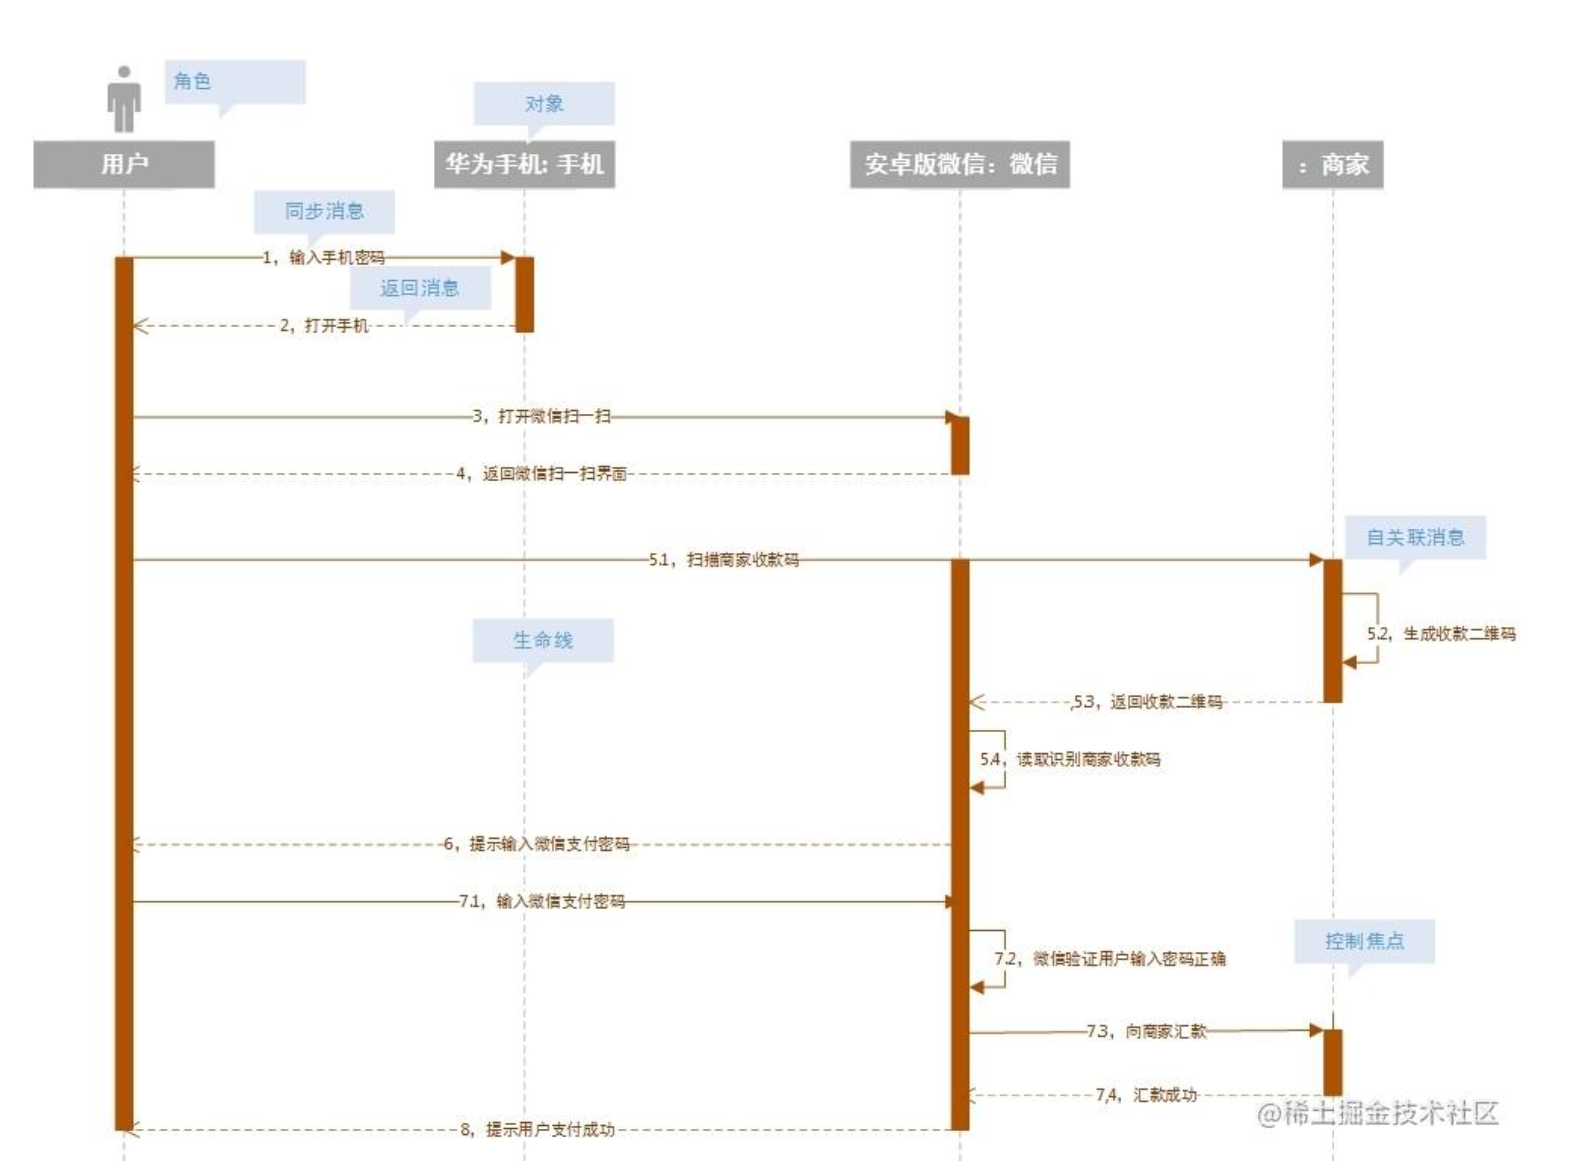 角色
对象
用户
华为手机: 手机
安卓版微信：微信
：商家
同步消息
1，输入手机密码
返回消息
2，打开手机
3，打开微信扫一扫
4，返回微信扫一扫界面
自关联消息
5.1，扫描商家收款码
生命线
5.2，生成收款二维码
5.3，返回收款二维码
5.4，读取识别商家收款码
6，提示输入微信支付密码
7.1，输入微信支付密码
控制焦点
7.2，微信验证用户输入密码正确
7.3，向商家汇款
7.4，汇款成功
@稀土掘金技术社区
8，提示用户支付成功